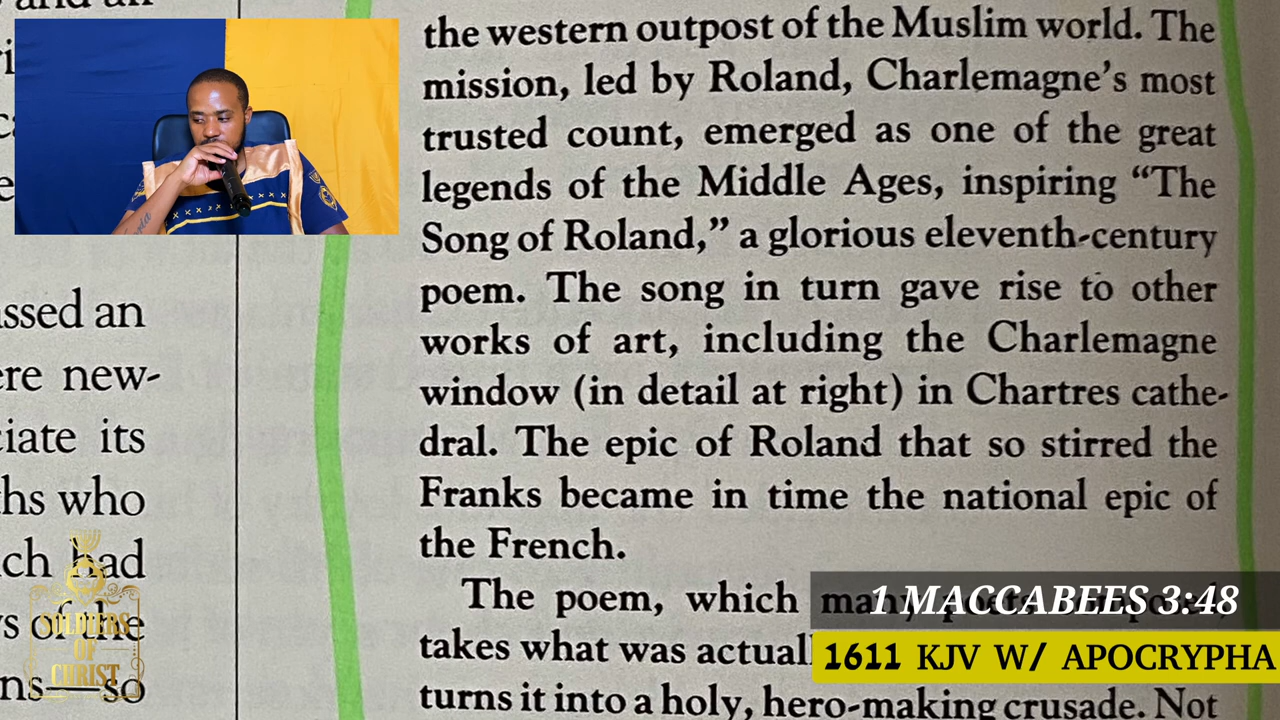 ssed an
ere new-
ciate its
ths who
ch had
s of the
ns—so
the western outpost of the Muslim world. The
mission, led by Roland, Charlemagne's most
trusted count, emerged as one of the great
legends of the Middle Ages, inspiring “The
Song of Roland,” a glorious eleventh-century
poem. The song in turn gave rise to other
works of art, including the Charlemagne
window (in detail at right) in Chartres cathe-
dral. The epic of Roland that so stirred the
Franks became in time the national epic of
the French.
The poem, which many
takes what was actuall
turns it into a holy, hero-making crusade. Not
1 MACCABEES 3:48
1611 KJV W/ APOCRYPHA
SOLDIERS
OF
CHRIST